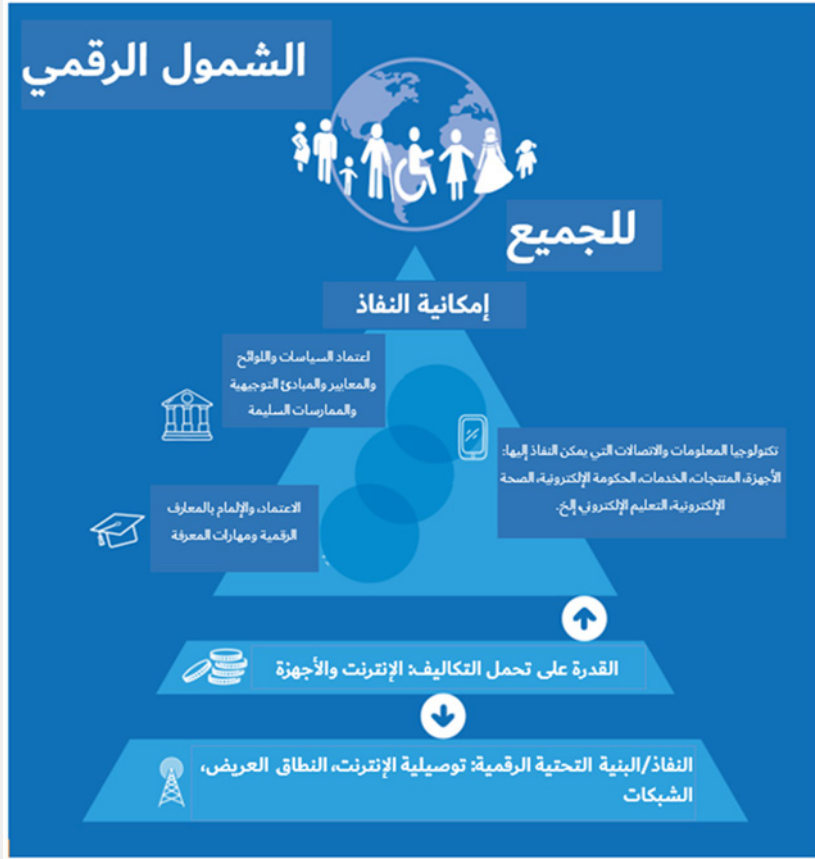 الشمول الرقمي
للجميع
إمكانية النفاذ
اعتماد السياسات واللوائح
والمعايير والمبادئ التوجيهية
والممارسات السليمة
تكنولوجيا المعلومات والاتصالات التي يمكن النفاذ إليها:
الأجهزة، المنتجات، الخدمات، الحكومة الإلكترونية، الصحة
الإلكترونية، التعليم الإلكتروني، إلخ.
الاعتماد، والإلمام بالمعارف
الرقمية ومهارات المعرفة
القدرة على تحمل التكاليف: الإنترنت والأجهزة
النفاذ/البنية التحتية الرقمية: توصيلية الإنترنت، النطاق العريض،
الشبكات